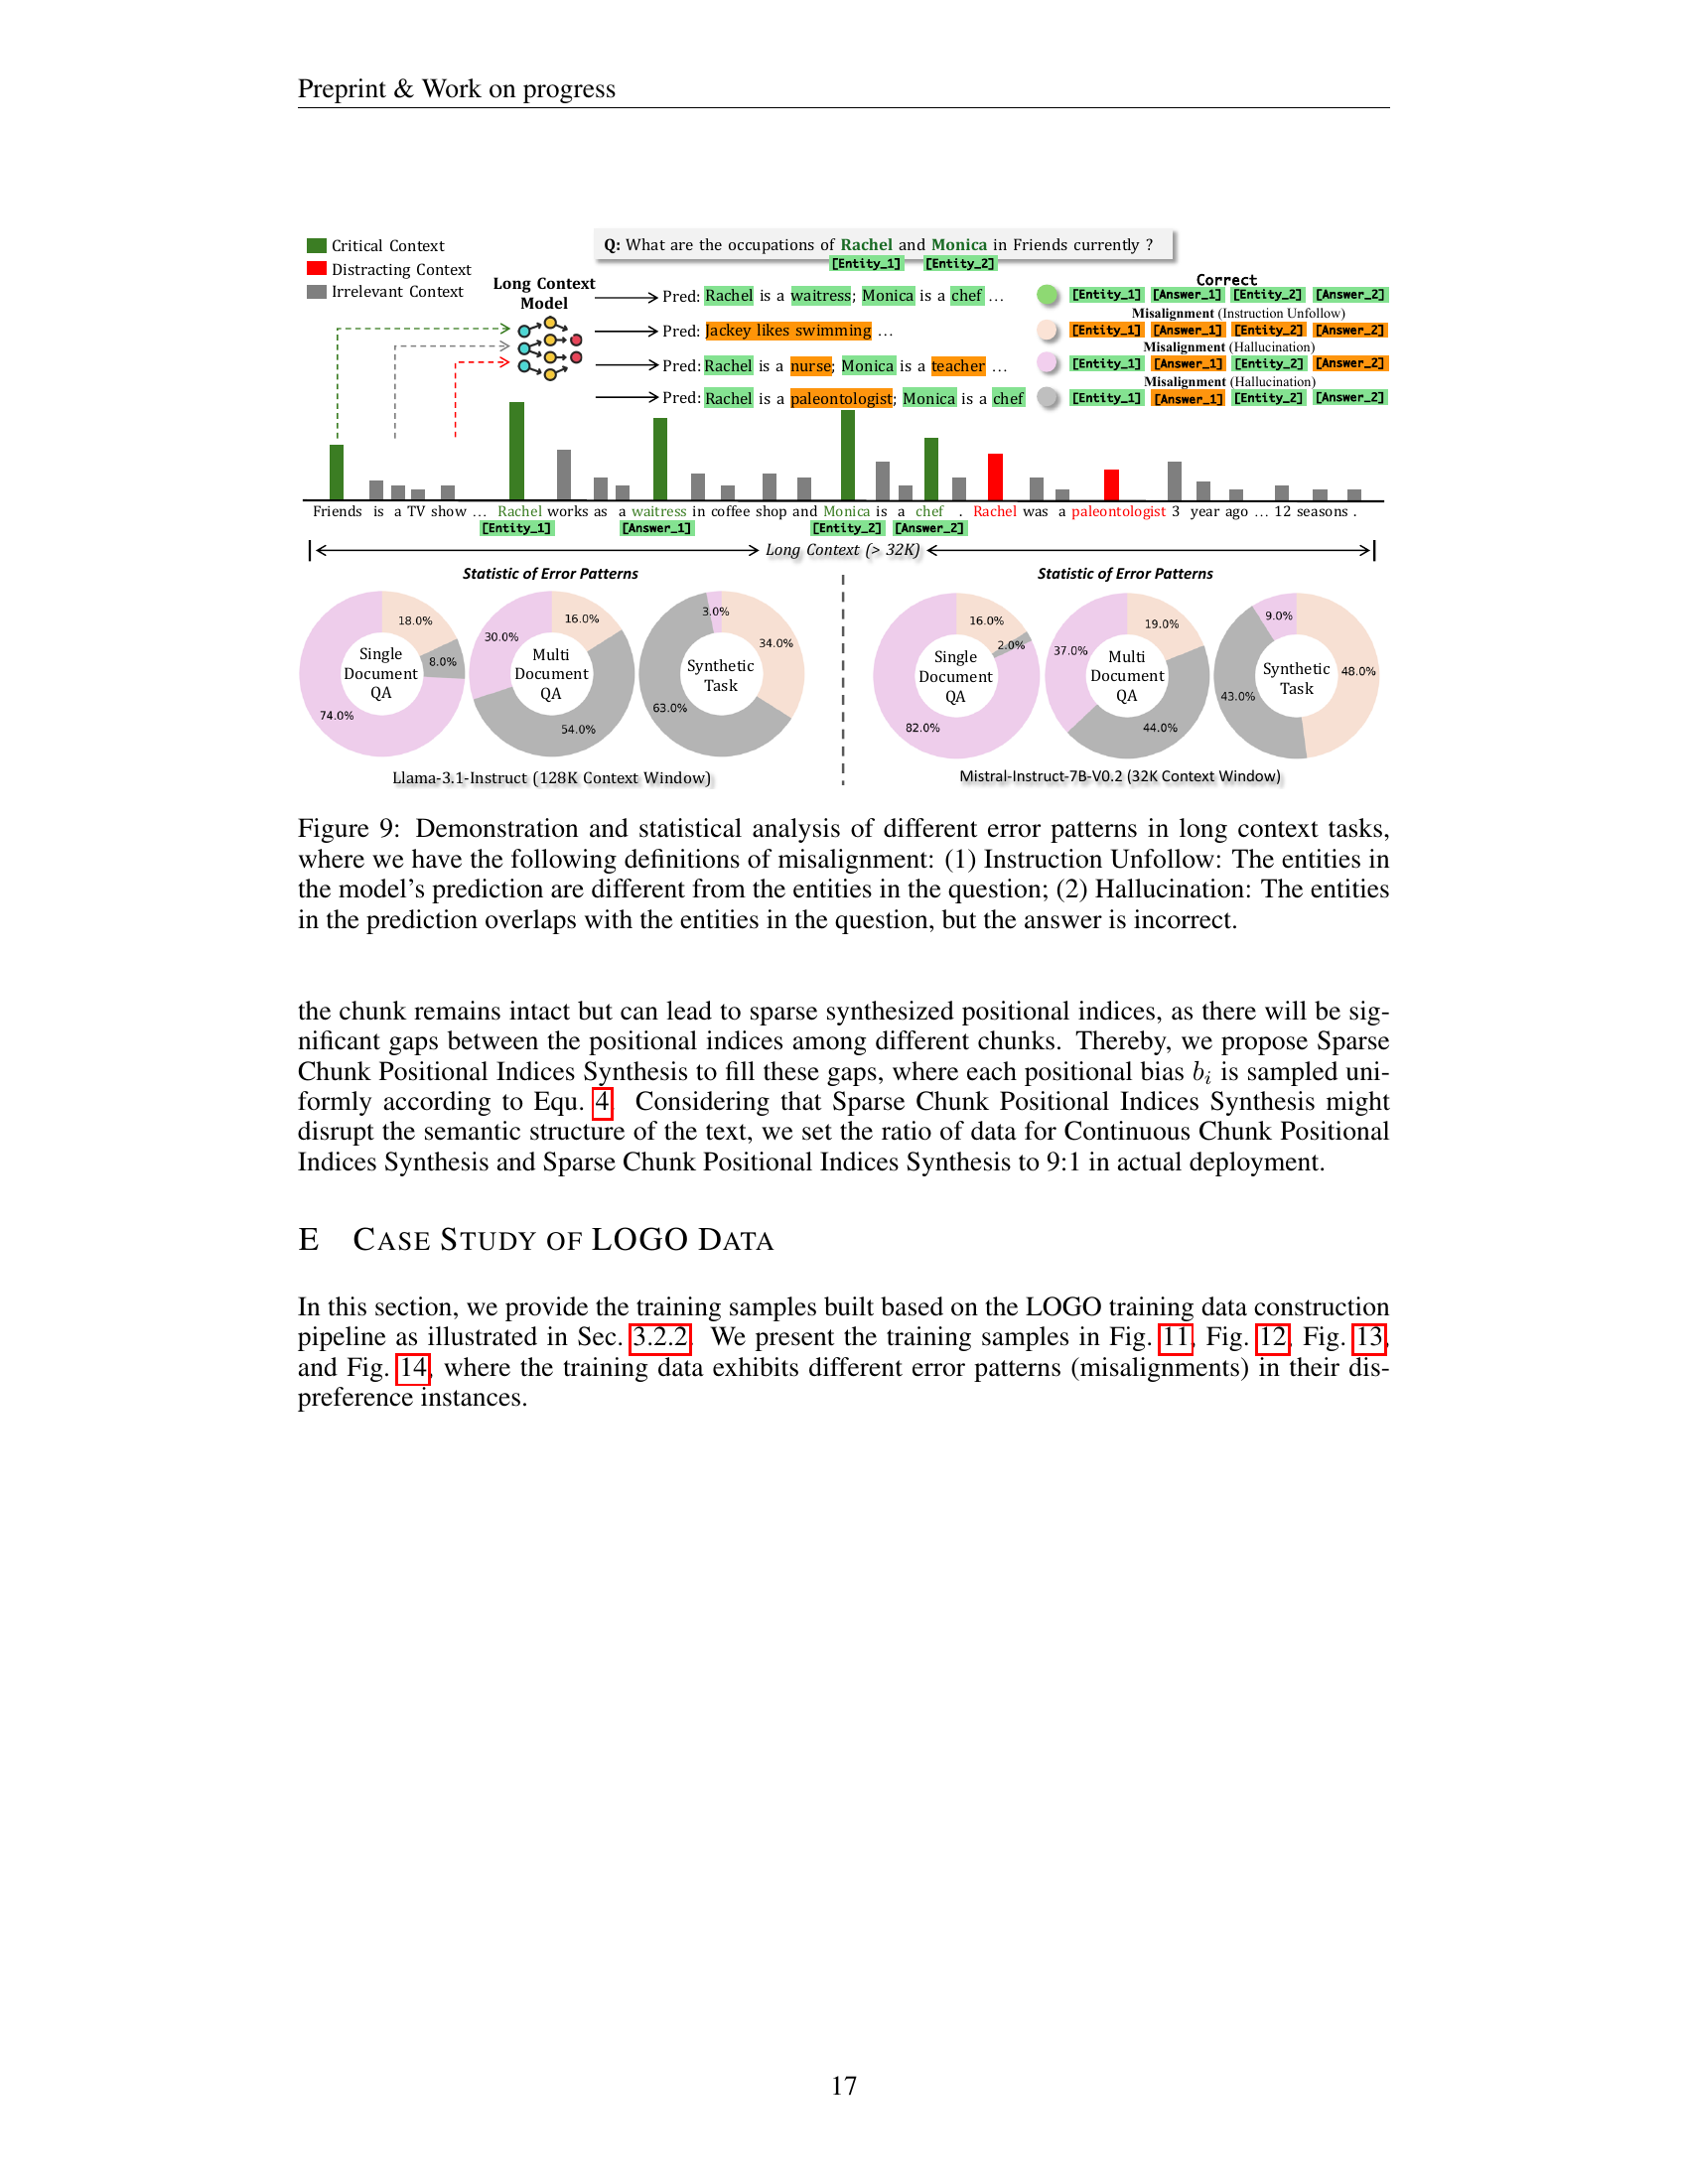 Preprint & Work on progress
Critical Context
Distracting Context
Irrelevant Context
Q: What are the occupations of Rachel and Monica in Friends currently ?
[Entity_1] [Entity_2]
Long Context
Model
Pred: Rachel is a waitress; Monica is a chef …
Pred: Jackey likes swimming …
Pred: Rachel is a nurse; Monica is a teacher …
Pred: Rachel is a paleontologist; Monica is a chef
Correct
[Entity_1] [Answer_1] [Entity_2] [Answer_2]
Misalignment (Instruction Unfollow)
[Entity_1] [Answer_1] [Entity_2] [Answer_2]
Misalignment (Hallucination)
[Entity_1] [Answer_1] [Entity_2] [Answer_2]
Misalignment (Hallucination)
[Entity_1] [Answer_1] [Entity_2] [Answer_2]
Friends is a TV show … Rachel works as a waitress in coffee shop and Monica is a chef . Rachel was a paleontologist 3 year ago … 12 seasons .
[Entity_1] [Answer_1] [Entity_2] [Answer_2]
Long Context (> 32K)
Statistic of Error Patterns
18.0%
8.0%
74.0%
Single
Document
QA
16.0%
30.0%
54.0%
Multi
Document
QA
3.0%
34.0%
63.0%
Synthetic
Task
Llama-3.1-Instruct (128K Context Window)
Statistic of Error Patterns
16.0%
2.0%
82.0%
Single
Document
QA
19.0%
37.0%
44.0%
Multi
Document
QA
9.0%
48.0%
43.0%
Synthetic
Task
Mistral-Instruct-7B-V0.2 (32K Context Window)
Figure 9: Demonstration and statistical analysis of different error patterns in long context tasks,
where we have the following definitions of misalignment: (1) Instruction Unfollow: The entities in
the model's prediction are different from the entities in the question; (2) Hallucination: The entities
in the prediction overlaps with the entities in the question, but the answer is incorrect.
the chunk remains intact but can lead to sparse synthesized positional indices, as there will be sig-
nificant gaps between the positional indices among different chunks. Thereby, we propose Sparse
Chunk Positional Indices Synthesis to fill these gaps, where each positional bias b_i is sampled uni-
formly according to Equ. 4. Considering that Sparse Chunk Positional Indices Synthesis might
disrupt the semantic structure of the text, we set the ratio of data for Continuous Chunk Positional
Indices Synthesis and Sparse Chunk Positional Indices Synthesis to 9:1 in actual deployment.
E CASE STUDY OF LOGO DATA
In this section, we provide the training samples built based on the LOGO training data construction
pipeline as illustrated in Sec. 3.2.2. We present the training samples in Fig. 11, Fig. 12, Fig. 13,
and Fig. 14, where the training data exhibits different error patterns (misalignments) in their dis-
preference instances.
17